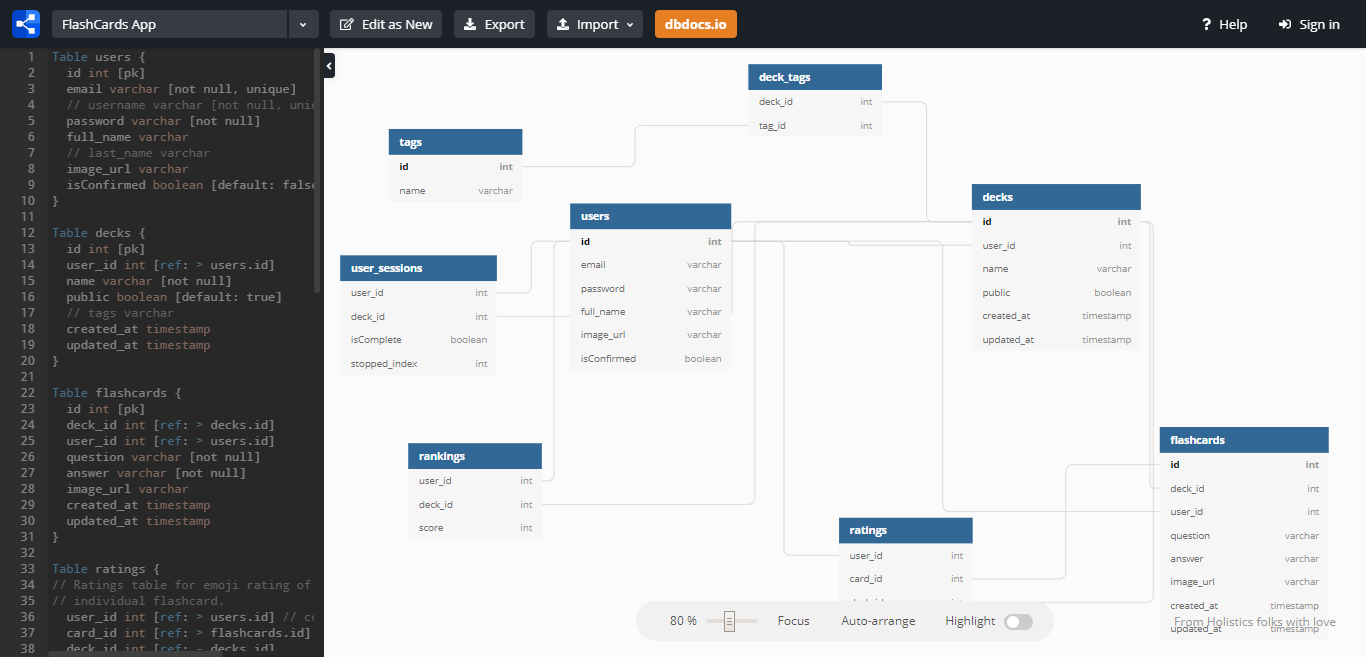 FlashCards App
Edit as New
Export
Import
dbdocs.io
Help
Sign in
1 Table users {
2 id int [pk]
3 email varchar [not null, unique]
4 // username varchar [not null, uni
5 password varchar [not null]
6 full_name varchar
7 // last_name varchar
8 image_url varchar
9 isConfirmed boolean [default: false
10 }
11
12 Table decks {
13 id int [pk]
14 user_id int [ref: > users.id]
15 name varchar [not null]
16 public boolean [default: true]
17 // tags varchar
18 created_at timestamp
19 updated_at timestamp
20 }
21
22 Table flashcards {
23 id int [pk]
24 deck_id int [ref: > decks.id]
25 user_id int [ref: > users.id]
26 question varchar [not null]
27 answer varchar [not null]
28 image_url varchar
29 created_at timestamp
30 updated_at timestamp
31 }
32
33 Table ratings {
34 // Ratings table for emoji rating of
35 // individual flashcard.
36 user_id int [ref: > users.id] // c
37 card_id int [ref: > flashcards.id]
38 deck_id int [ref: - decks.id]
deck_tags
deck_id int
tag_id int
tags
id int
name varchar
users
id int
email varchar
password varchar
full_name varchar
image_url varchar
isConfirmed boolean
user_sessions
user_id int
deck_id int
isComplete boolean
stopped_index int
decks
id int
user_id int
name varchar
public boolean
created_at timestamp
updated_at timestamp
rankings
user_id int
deck_id int
score int
flashcards
id int
deck_id int
user_id int
question varchar
answer varchar
image_url varchar
created_at timestamp
updated_at timestamp
ratings
user_id int
card_id int
80 %
Focus
Auto-arrange
Highlight
From Holistics folks with love